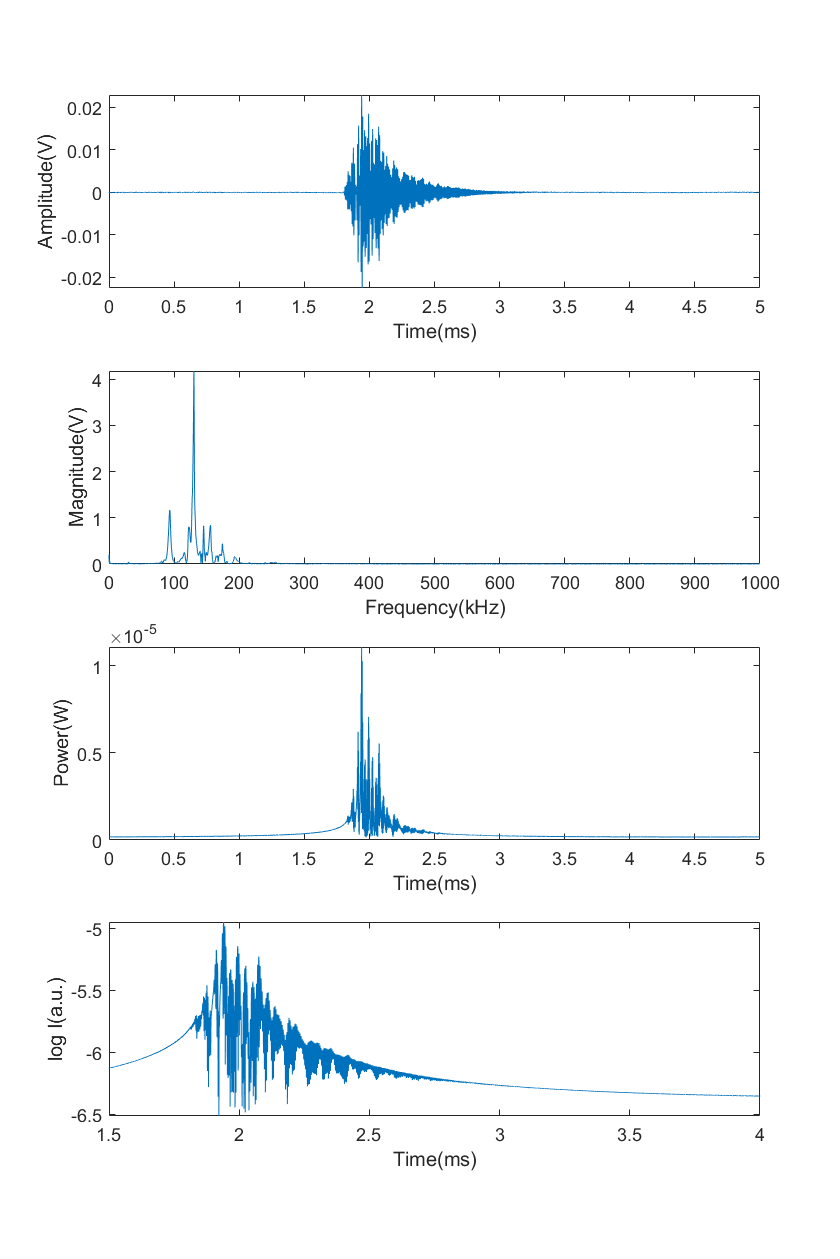 Amplitude(V)
0.02
0.01
0
-0.01
-0.02
0 0.5 1 1.5 2 2.5 3 3.5 4 4.5 5
Time(ms)
Magnitude(V)
4
3
2
1
0
0 100 200 300 400 500 600 700 800 900 1000
Frequency(kHz)
×10⁻⁵
Power(W)
1
0.5
0
0 0.5 1 1.5 2 2.5 3 3.5 4 4.5 5
Time(ms)
log I(a.u.)
-5
-5.5
-6
-6.5
1.5 2 2.5 3 3.5 4
Time(ms)